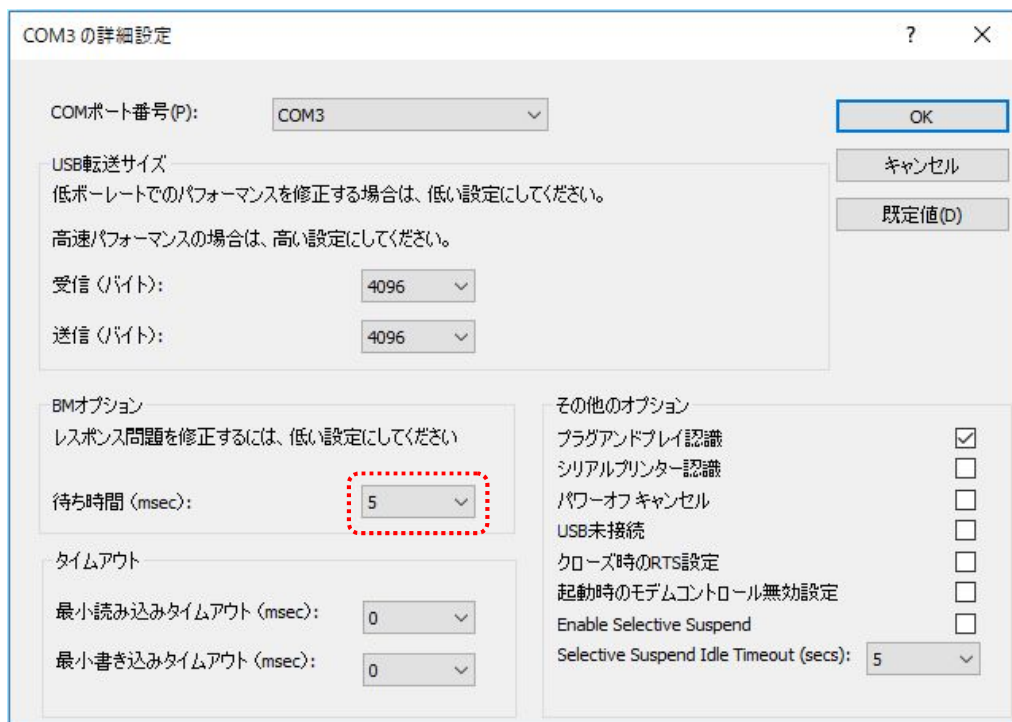 COM3 の詳細設定
?
COMポート番号(P):
COM3
OK
キャンセル
既定値(D)
USB転送サイズ
低ボーレートでのパフォーマンスを修正する場合は、低い設定にしてください。
高速パフォーマンスの場合は、高い設定にしてください。
受信 (バイト):
4096
送信 (バイト):
4096
BMオプション
レスポンス問題を修正するには、低い設定にしてください
待ち時間 (msec):
5
タイムアウト
最小読み込みタイムアウト (msec):
0
最小書き込みタイムアウト (msec):
0
その他のオプション
プラグアンドプレイ認識
シリアルプリンター認識
パワーオフ キャンセル
USB未接続
クローズ時のRTS設定
起動時のモデムコントロール無効設定
Enable Selective Suspend
Selective Suspend Idle Timeout (secs):
5